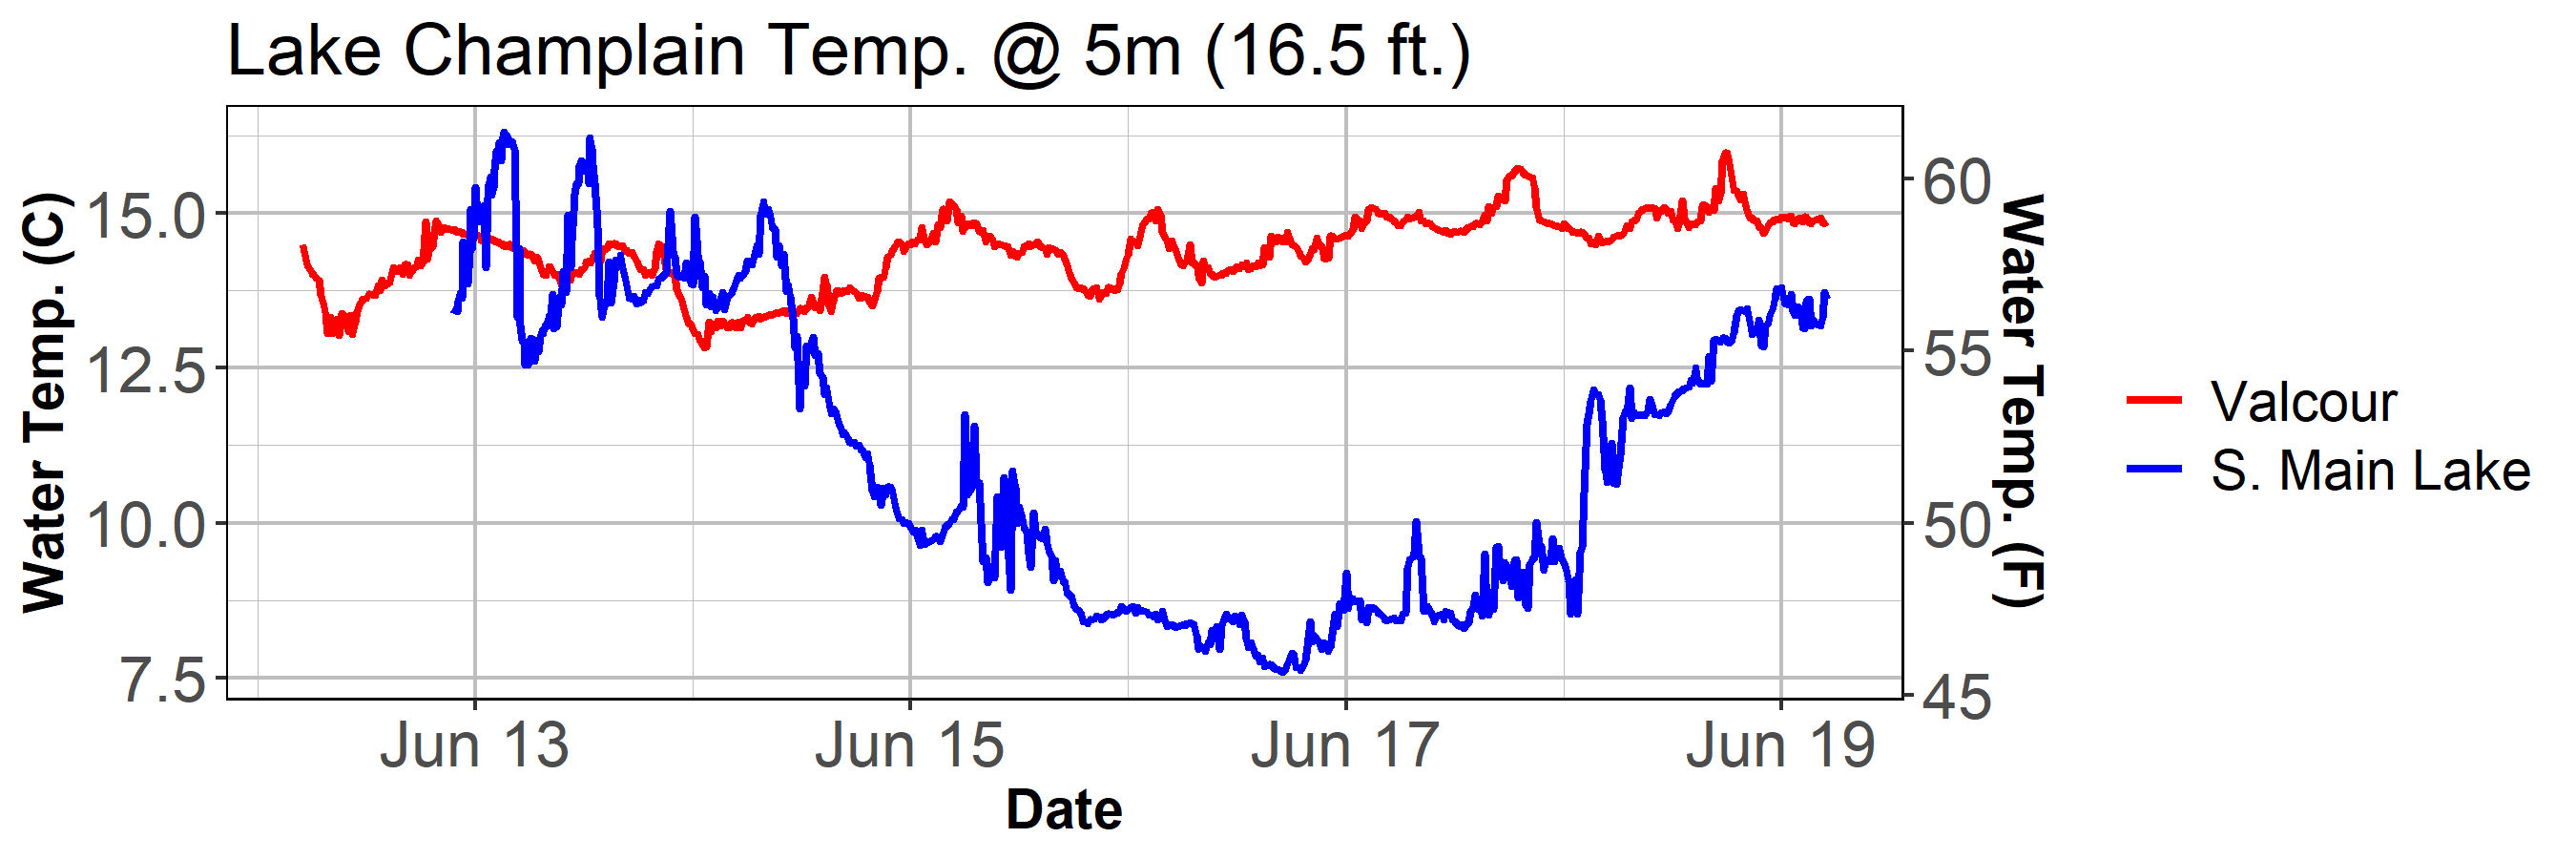 Lake Champlain Temp. @ 5m (16.5 ft.)
Water Temp. (C)
15.0
12.5
10.0
7.5
60
55
50
45
Water Temp. (F)
Jun 13 Jun 15 Jun 17 Jun 19
Date
Valcour
S. Main Lake